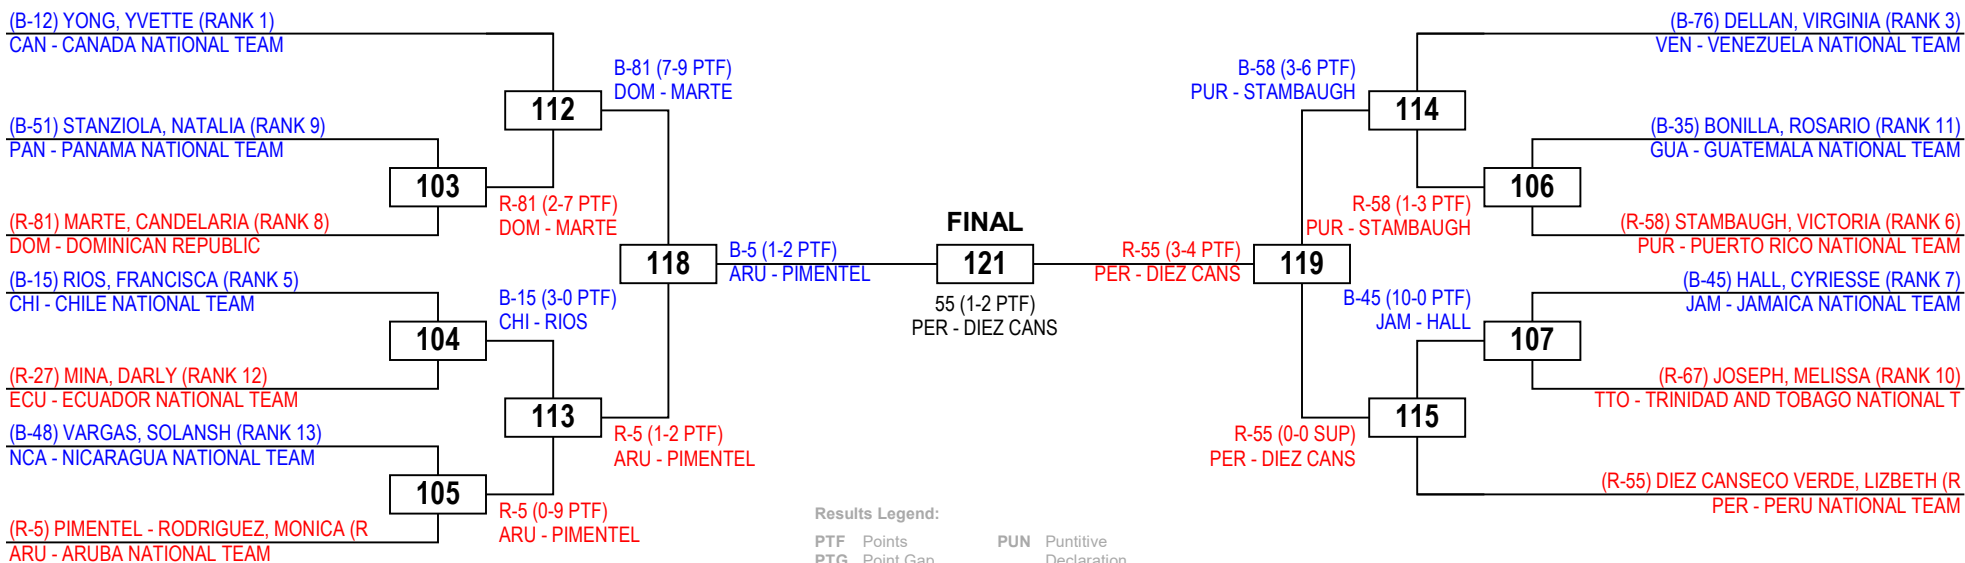 (B-12) YONG, YVETTE (RANK 1)
CAN - CANADA NATIONAL TEAM
(B-51) STANZIOLA, NATALIA (RANK 9)
PAN - PANAMA NATIONAL TEAM
(R-81) MARTE, CANDELARIA (RANK 8)
DOM - DOMINICAN REPUBLIC
(B-15) RIOS, FRANCISCA (RANK 5)
CHI - CHILE NATIONAL TEAM
(R-27) MINA, DARLY (RANK 12)
ECU - ECUADOR NATIONAL TEAM
(B-48) VARGAS, SOLANSH (RANK 13)
NCA - NICARAGUA NATIONAL TEAM
(R-5) PIMENTEL - RODRIGUEZ, MONICA (R
ARU - ARUBA NATIONAL TEAM
103
104
105
112
R-81 (2-7 PTF)
DOM - MARTE
B-15 (3-0 PTF)
CHI - RIOS
113
R-5 (0-9 PTF)
ARU - PIMENTEL
B-81 (7-9 PTF)
DOM - MARTE
118
R-5 (1-2 PTF)
ARU - PIMENTEL
B-5 (1-2 PTF)
ARU - PIMENTEL
FINAL
121
55 (1-2 PTF)
PER - DIEZ CANS
R-55 (3-4 PTF)
PER - DIEZ CANS
119
B-58 (3-6 PTF)
PUR - STAMBAUGH
114
R-58 (1-3 PTF)
PUR - STAMBAUGH
B-45 (10-0 PTF)
JAM - HALL
115
R-55 (0-0 SUP)
PER - DIEZ CANS
106
107
(B-76) DELLAN, VIRGINIA (RANK 3)
VEN - VENEZUELA NATIONAL TEAM
(B-35) BONILLA, ROSARIO (RANK 11)
GUA - GUATEMALA NATIONAL TEAM
(R-58) STAMBAUGH, VICTORIA (RANK 6)
PUR - PUERTO RICO NATIONAL TEAM
(B-45) HALL, CYRIESSE (RANK 7)
JAM - JAMAICA NATIONAL TEAM
(R-67) JOSEPH, MELISSA (RANK 10)
TTO - TRINIDAD AND TOBAGO NATIONAL T
(R-55) DIEZ CANSECO VERDE, LIZBETH (R
PER - PERU NATIONAL TEAM
Results Legend:
PTF Points PUN Puntitive
PTG Point Gap Declaration